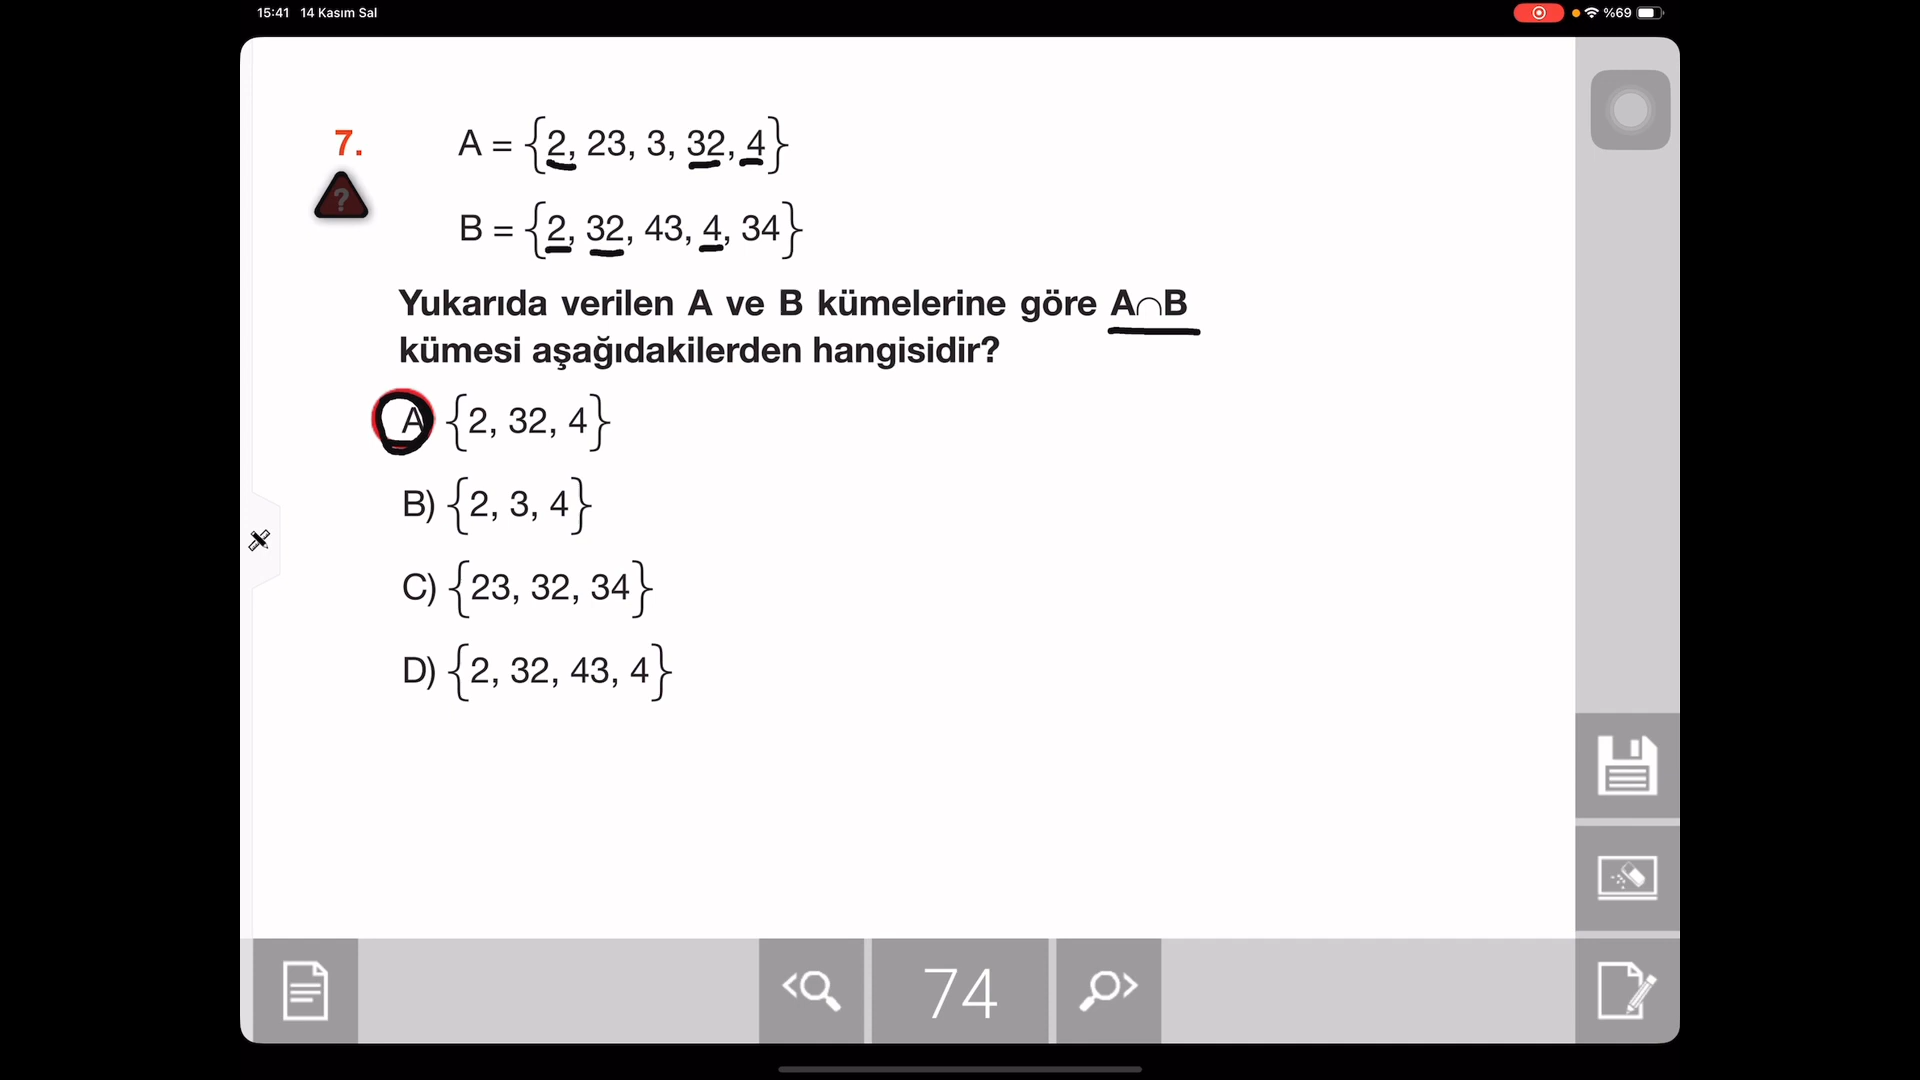 15:41 14 Kasım Sal
%69
7. A = {2, 23, 3, 32, 4}
B = {2, 32, 43, 4, 34}
Yukarıda verilen A ve B kümelerine göre A∩B
kümesi aşağıdakilerden hangisidir?
A {2, 32, 4}
B) {2, 3, 4}
C) {23, 32, 34}
D) {2, 32, 43, 4}
74